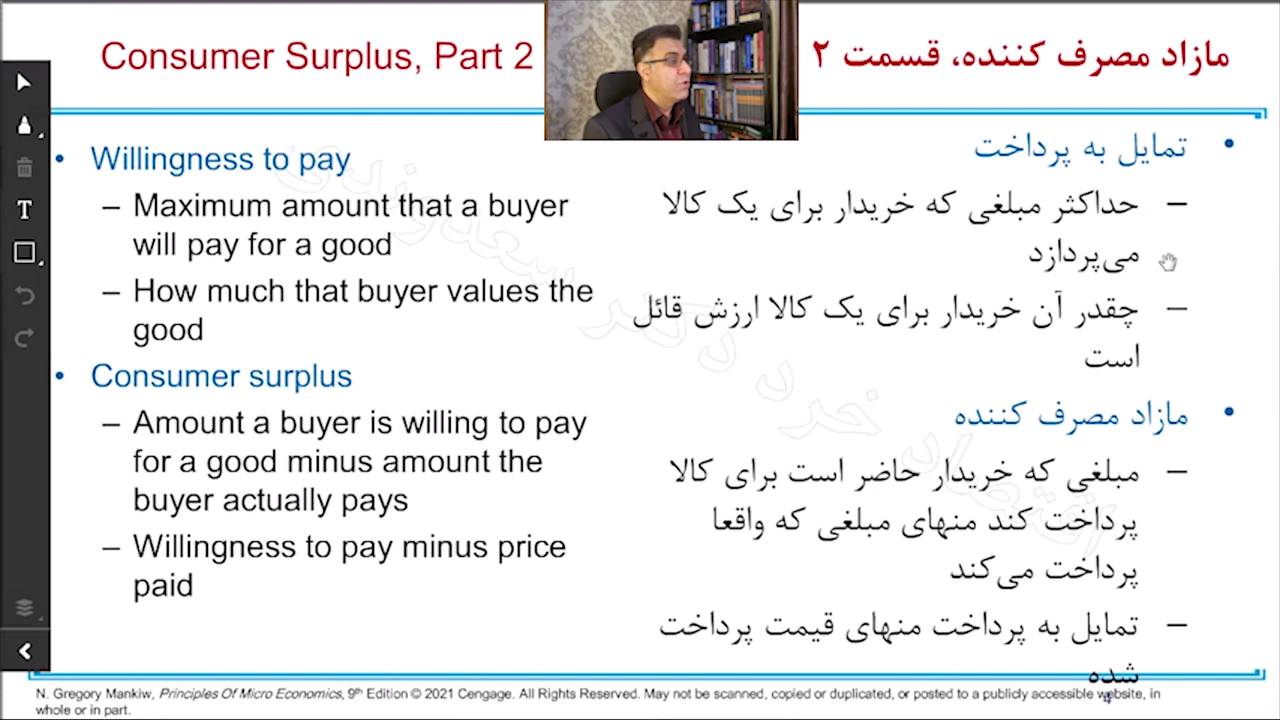 Consumer Surplus, Part 2
مازاد مصرف کننده، قسمت ۲
• Willingness to pay
– Maximum amount that a buyer
will pay for a good
– How much that buyer values the
good
• Consumer surplus
– Amount a buyer is willing to pay
for a good minus amount the
buyer actually pays
– Willingness to pay minus price
paid
• تمایل به پرداخت
– حداکثر مبلغی که خریدار برای یک کالا
می‌پردازد
– چقدر آن خریدار برای یک کالا ارزش قائل
است
• مازاد مصرف کننده
– مبلغی که خریدار حاضر است برای کالا
پرداخت کند منهای مبلغی که واقعا
پرداخت می‌کند
– تمایل به پرداخت منهای قیمت پرداخت
شده
اقتصاد خرد دکتر اسعدروندی
N. Gregory Mankiw, Principles Of Micro Economics, 9th Edition © 2021 Cengage. All Rights Reserved. May not be scanned, copied or duplicated, or posted to a publicly accessible website, in
whole or in part.
4